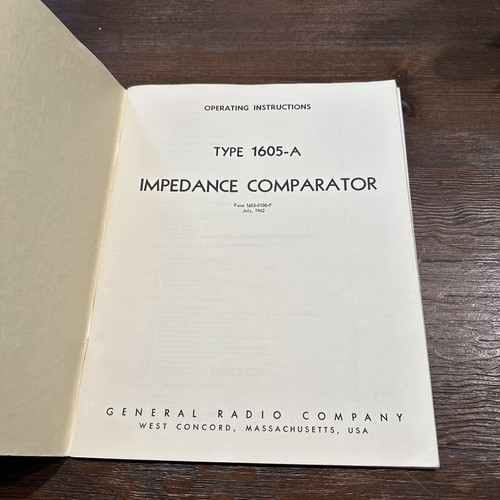 OPERATING INSTRUCTIONS
TYPE 1605-A
IMPEDANCE COMPARATOR
Form 1605-0100-F
July, 1962
GENERAL RADIO COMPANY
WEST CONCORD, MASSACHUSETTS, USA